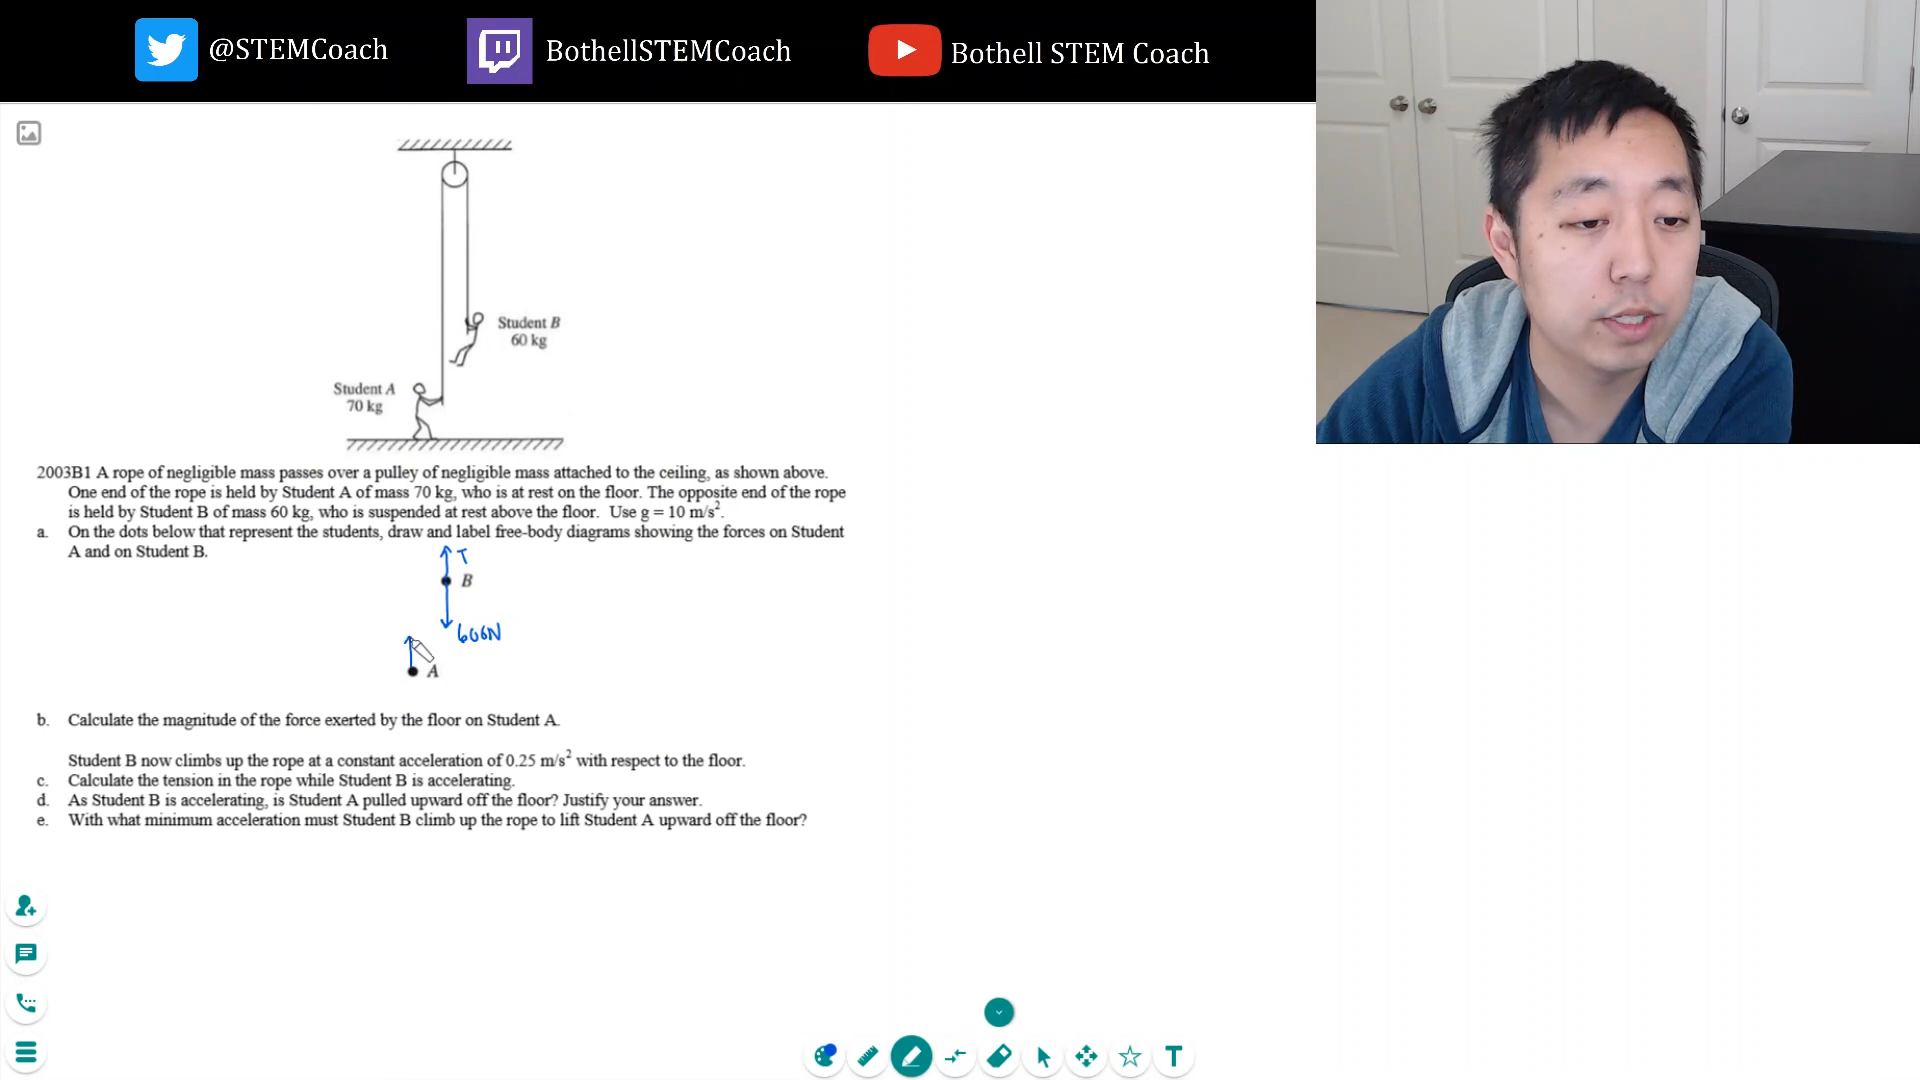 @STEMCoach
BothellSTEMCoach
Bothell STEM Coach
Student B
60 kg
Student A
70 kg
2003B1 A rope of negligible mass passes over a pulley of negligible mass attached to the ceiling, as shown above.
One end of the rope is held by Student A of mass 70 kg, who is at rest on the floor. The opposite end of the rope
is held by Student B of mass 60 kg, who is suspended at rest above the floor. Use g = 10 m/s².
a. On the dots below that represent the students, draw and label free-body diagrams showing the forces on Student
A and on Student B.
T
B
600N
A
b. Calculate the magnitude of the force exerted by the floor on Student A.
Student B now climbs up the rope at a constant acceleration of 0.25 m/s² with respect to the floor.
c. Calculate the tension in the rope while Student B is accelerating.
d. As Student B is accelerating, is Student A pulled upward off the floor? Justify your answer.
e. With what minimum acceleration must Student B climb up the rope to lift Student A upward off the floor?
T